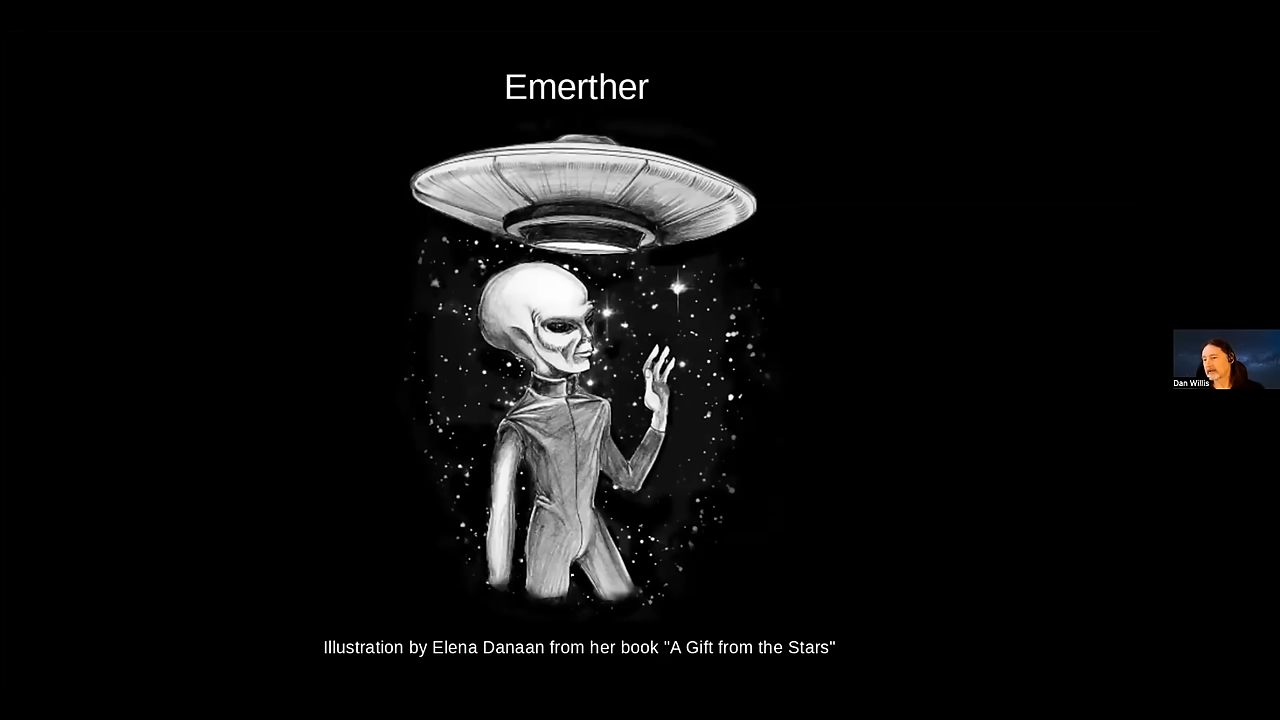 Emerther
Dan Willis
Illustration by Elena Danaan from her book "A Gift from the Stars"